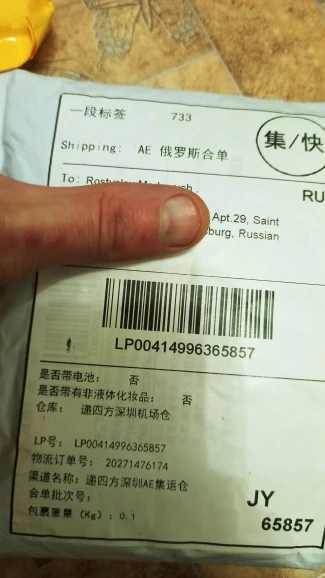 一段标签 733
集/快
Shipping: AE 俄罗斯合单
To:
RU
Apt.29, Saint
burg, Russian
LP00414996365857
是否带电池: 否
是否带有非液体化妆品: 否
仓库: 递四方深圳机场仓
LP号: LP00414996365857
物流订单号: 20271476174
渠道名称: 递四方深圳AE集运仓
合单批次号:
包裹重量 (Kg): 0.1
JY
65857